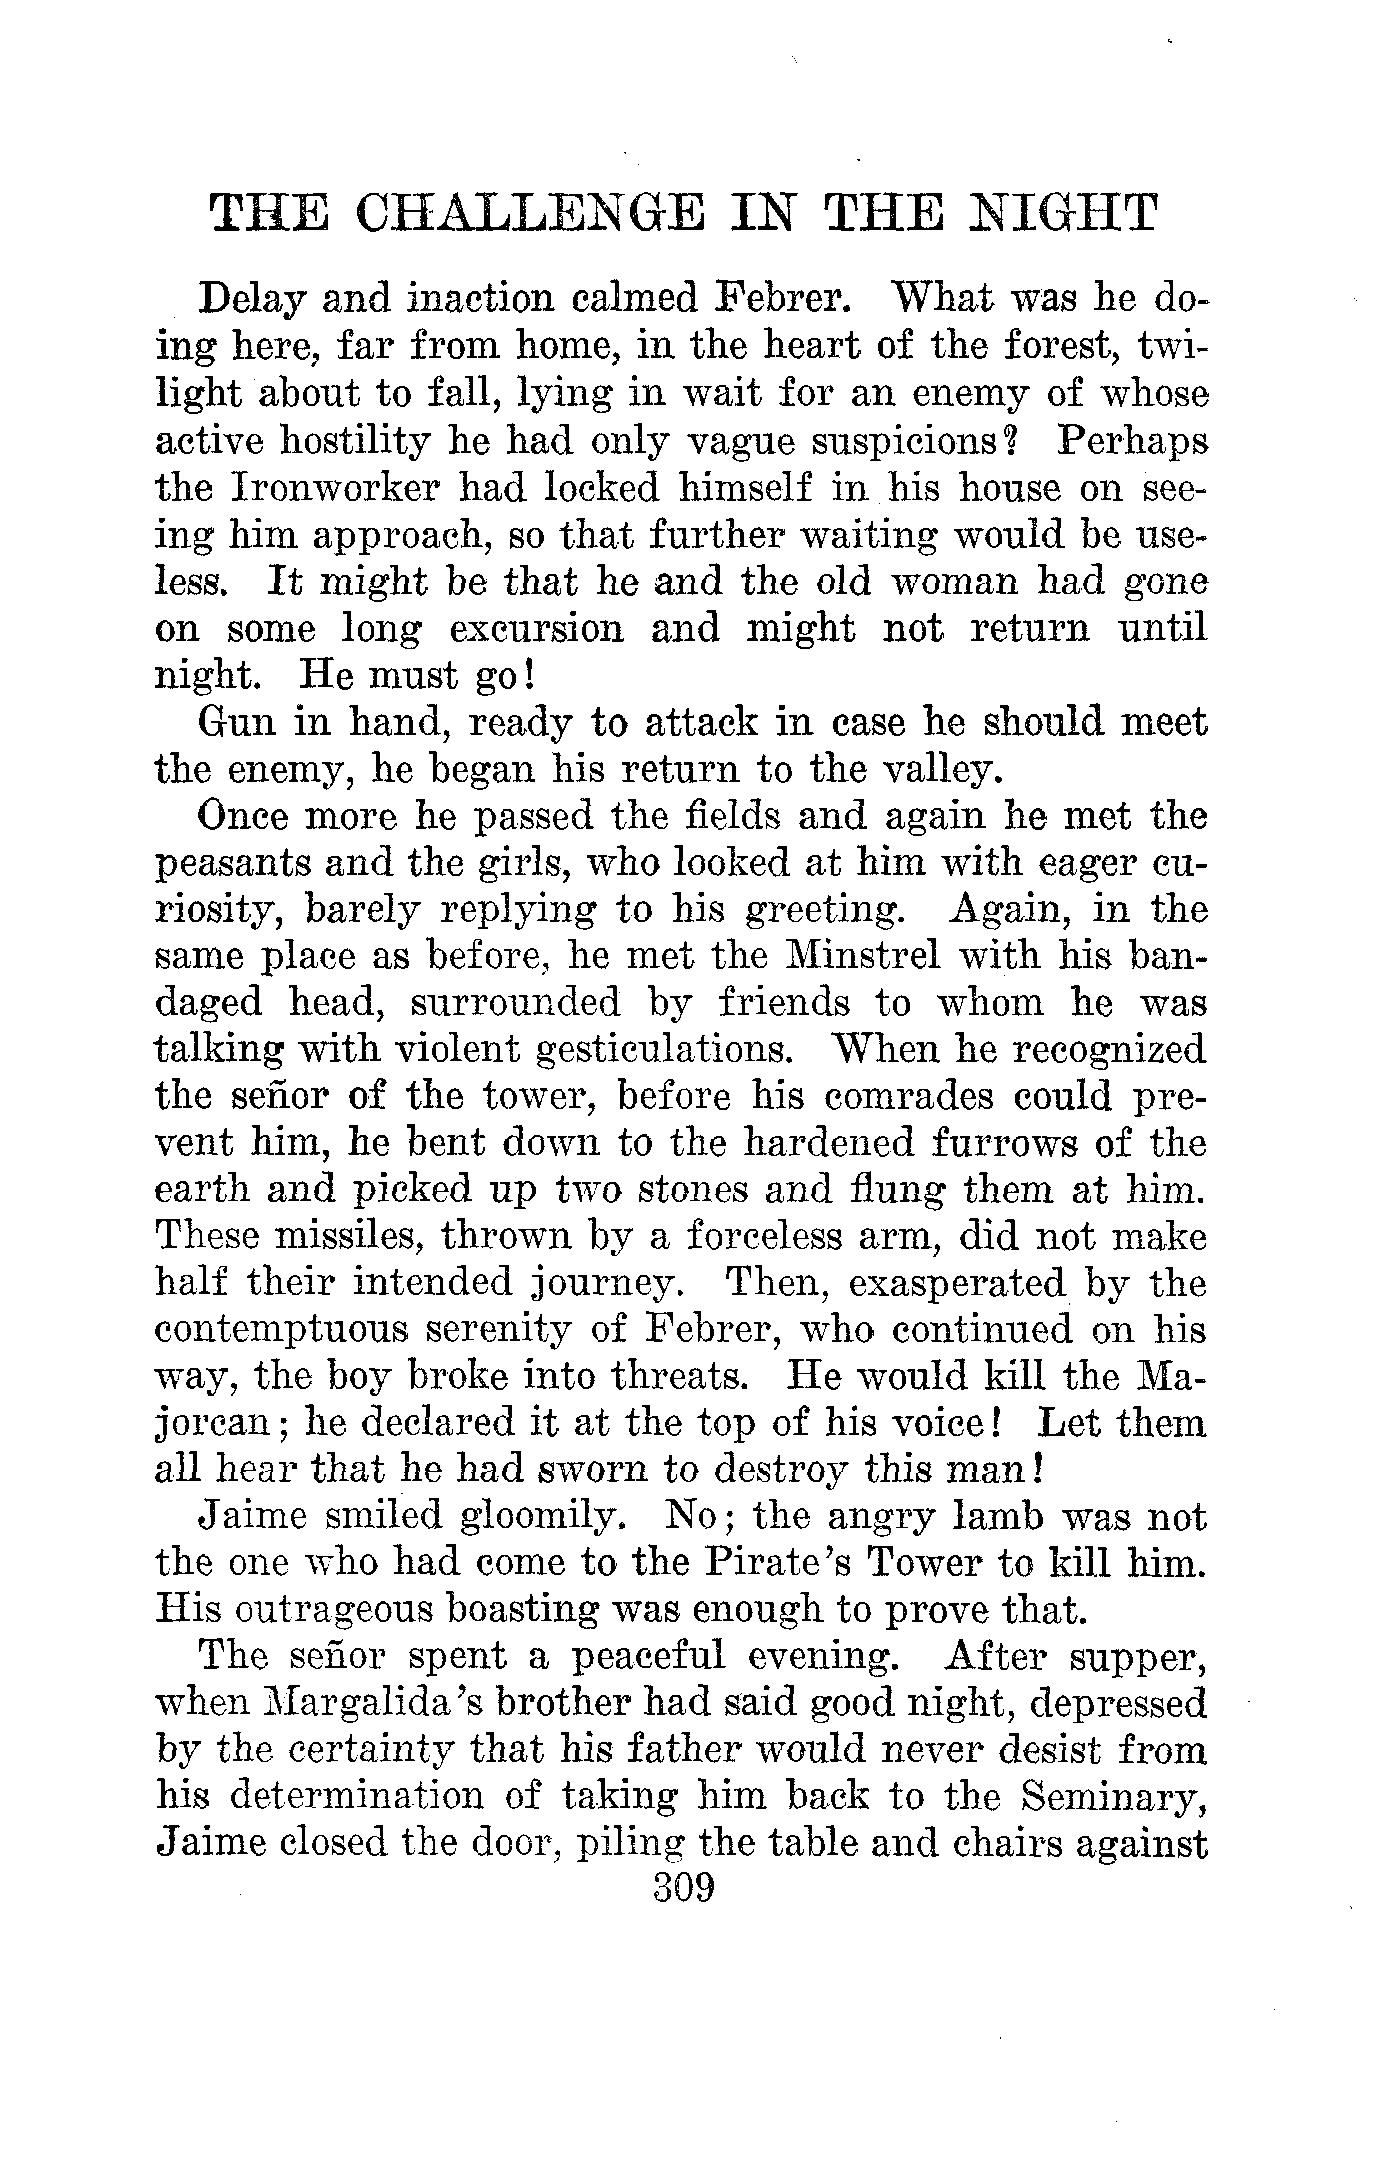 THE CHALLENGE IN THE NIGHT
Delay and inaction calmed Febrer. What was he do-
ing here, far from home, in the heart of the forest, twi-
light about to fall, lying in wait for an enemy of whose
active hostility he had only vague suspicions? Perhaps
the Ironworker had locked himself in his house on see-
ing him approach, so that further waiting would be use-
less. It might be that he and the old woman had gone
on some long excursion and might not return until
night. He must go!
Gun in hand, ready to attack in case he should meet
the enemy, he began his return to the valley.
Once more he passed the fields and again he met the
peasants and the girls, who looked at him with eager cu-
riosity, barely replying to his greeting. Again, in the
same place as before, he met the Minstrel with his ban-
daged head, surrounded by friends to whom he was
talking with violent gesticulations. When he recognized
the señor of the tower, before his comrades could pre-
vent him, he bent down to the hardened furrows of the
earth and picked up two stones and flung them at him.
These missiles, thrown by a forceless arm, did not make
half their intended journey. Then, exasperated by the
contemptuous serenity of Febrer, who continued on his
way, the boy broke into threats. He would kill the Ma-
jorcan; he declared it at the top of his voice! Let them
all hear that he had sworn to destroy this man!
Jaime smiled gloomily. No; the angry lamb was not
the one who had come to the Pirate's Tower to kill him.
His outrageous boasting was enough to prove that.
The señor spent a peaceful evening. After supper,
when Margalida's brother had said good night, depressed
by the certainty that his father would never desist from
his determination of taking him back to the Seminary,
Jaime closed the door, piling the table and chairs against
309